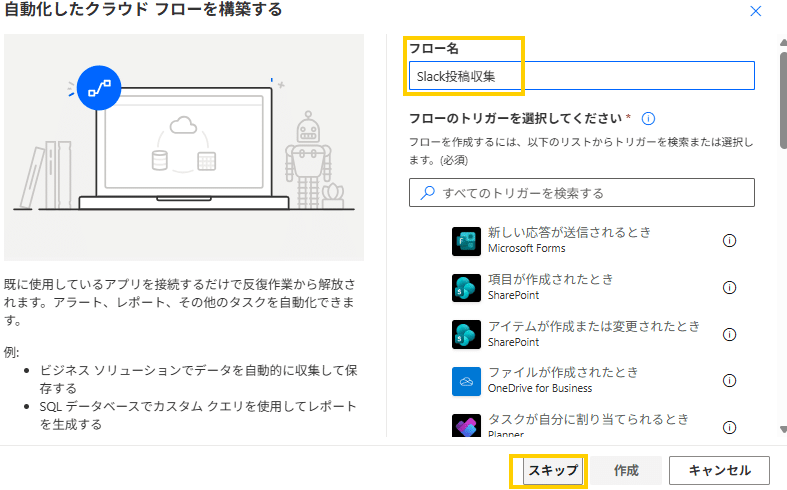 自動化したクラウド フローを構築する
既に使用しているアプリを接続するだけで反復作業から解放されます。アラート、レポート、その他のタスクを自動化できます。
例:
ビジネス ソリューションでデータを自動的に収集して保存する
SQL データベースでカスタム クエリを使用してレポートを生成する
フロー名
Slack投稿収集
フローのトリガーを選択してください *
フローを作成するには、以下のリストからトリガーを検索または選択します。(必須)
すべてのトリガーを検索する
新しい応答が送信されるとき
Microsoft Forms
項目が作成されたとき
SharePoint
アイテムが作成または変更されたとき
SharePoint
ファイルが作成されたとき
OneDrive for Business
タスクが自分に割り当てられるとき
Planner
スキップ
作成
キャンセル